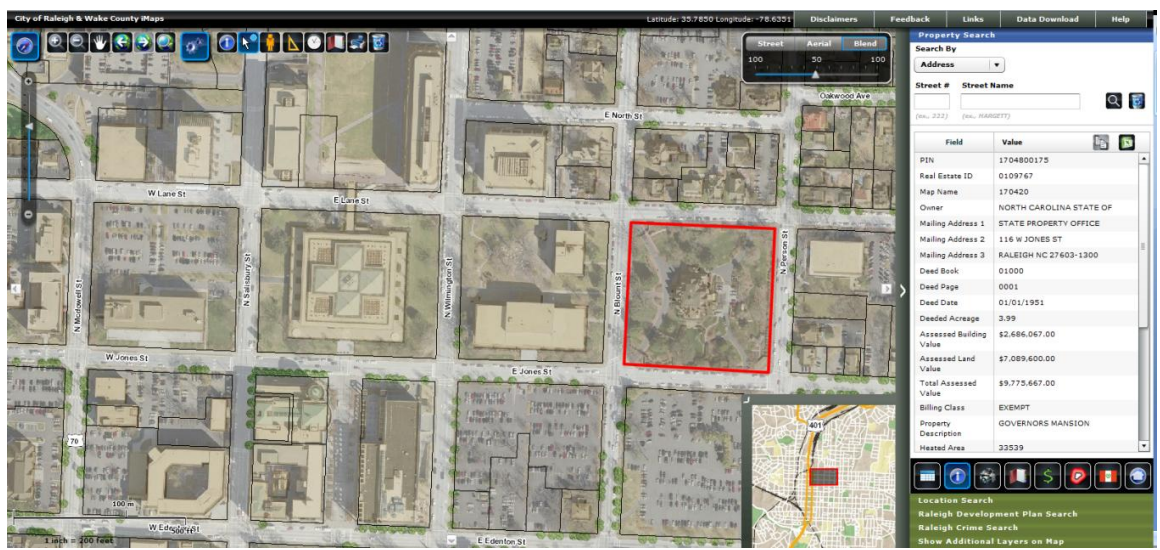 City of Raleigh & Wake County iMaps
Latitude: 35.7850 Longitude: -78.6351
Disclaimers
Feedback
Links
Data Download
Help
Street
Aerial
Blend
100
50
100
Oakwood Ave
E North St
W Lane St
E Lane St
N Mcdowell St
N Salisbury St
N Wilmington St
N Blount St
N Person St
W Jones St
E Jones St
70
401
100 m
500 ft
W Edenton St
E Edenton St
1 inch = 200 feet
Property Search
Search By
Address
Street # Street Name
(ex., 222) (ex., HARGETT)
Field Value
PIN 1704800175
Real Estate ID 0109767
Map Name 170420
Owner NORTH CAROLINA STATE OF
Mailing Address 1 STATE PROPERTY OFFICE
Mailing Address 2 116 W JONES ST
Mailing Address 3 RALEIGH NC 27603-1300
Deed Book 01000
Deed Page 0001
Deed Date 01/01/1951
Deeded Acreage 3.99
Assessed Building $2,686,067.00
Value
Assessed Land $7,089,600.00
Value
Total Assessed $9,775,667.00
Value
Billing Class EXEMPT
Property GOVERNORS MANSION
Description
Heated Area 33539
Location Search
Raleigh Development Plan Search
Raleigh Crime Search
Show Additional Layers on Map